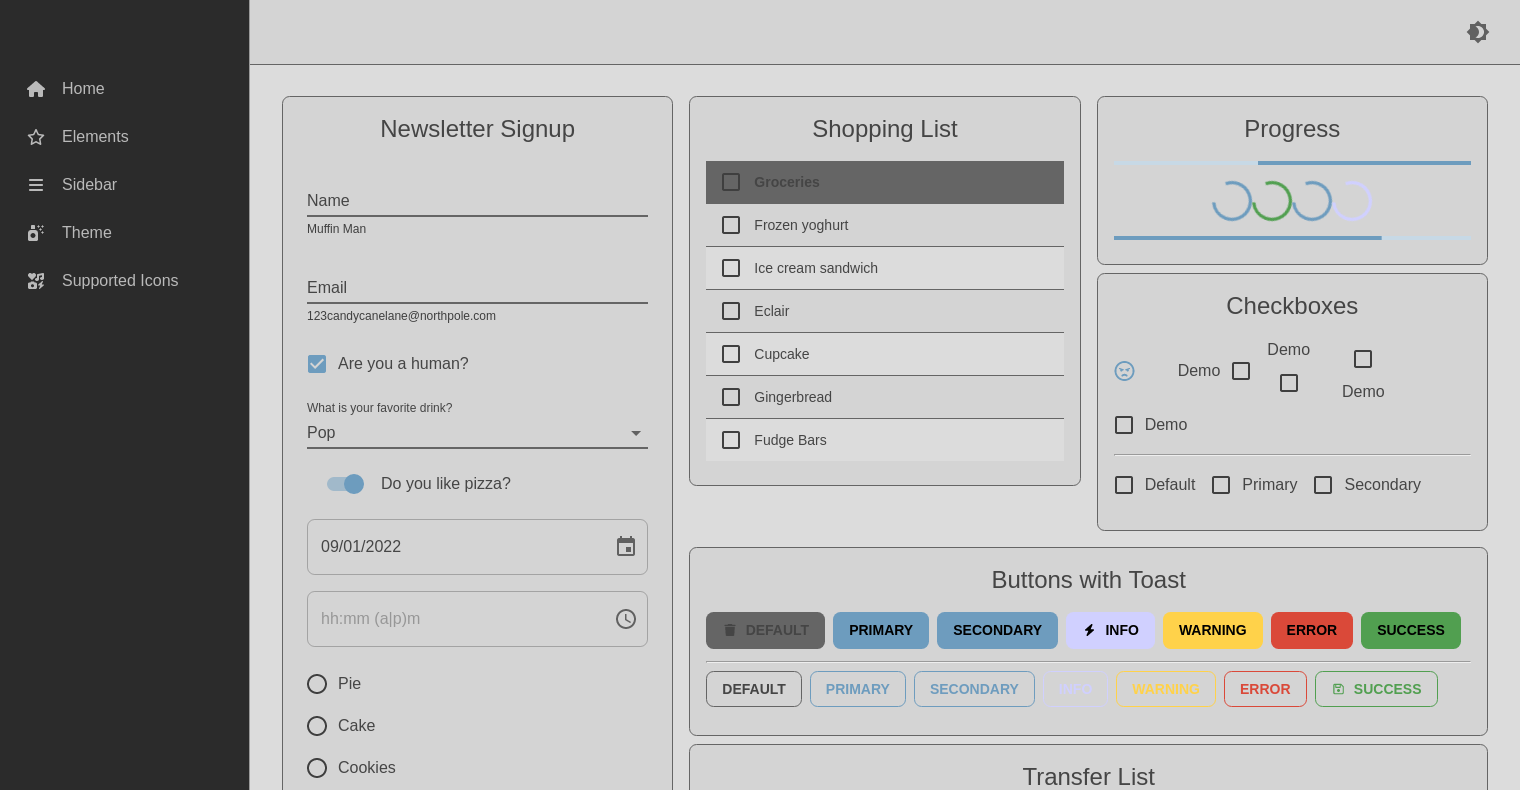 Home
Elements
Sidebar
Theme
Supported Icons
Newsletter Signup
Name
Muffin Man
Email
123candycanelane@northpole.com
Are you a human?
What is your favorite drink?
Pop
Do you like pizza?
09/01/2022
hh:mm (a|p)m
Pie
Cake
Cookies
Shopping List
Groceries
Frozen yoghurt
Ice cream sandwich
Eclair
Cupcake
Gingerbread
Fudge Bars
Progress
Checkboxes
Demo
Demo
Demo
Demo
Default Primary Secondary
Buttons with Toast
DEFAULT PRIMARY SECONDARY INFO WARNING ERROR SUCCESS
DEFAULT PRIMARY SECONDARY INFO WARNING ERROR SUCCESS
Transfer List